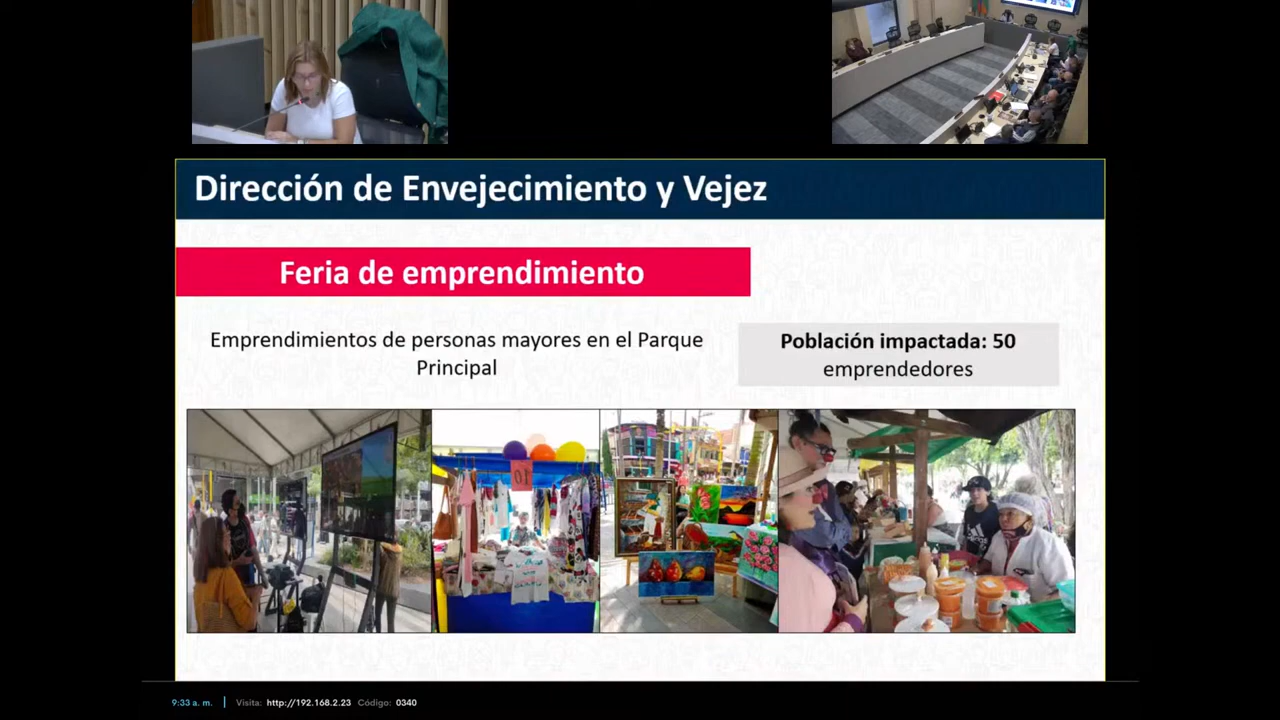 Dirección de Envejecimiento y Vejez
Feria de emprendimiento
Emprendimientos de personas mayores en el Parque
Principal
Población impactada: 50
emprendedores
10
9:33 a. m. | Visita: http://192.168.2.23 Código: 0340